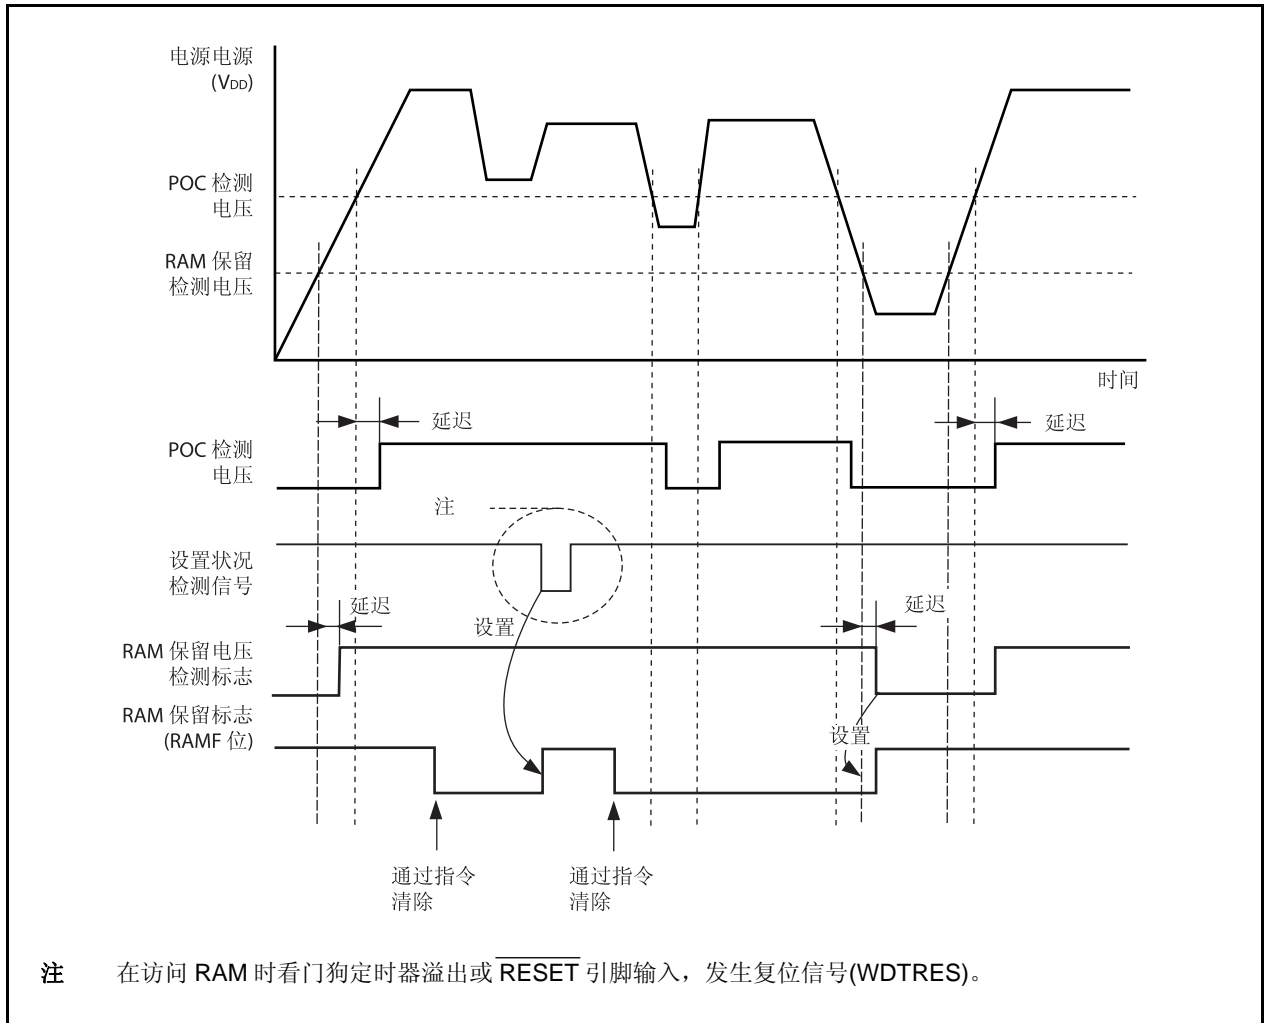 电源电源
(VDD)
POC 检测
电压
RAM 保留
检测电压
时间
延迟
延迟
POC 检测
电压
注
设置状况
检测信号
延迟
延迟
设置
RAM 保留电压
检测标志
RAM 保留标志
(RAMF 位)
设置
通过指令
清除
通过指令
清除
注 在访问 RAM 时看门狗定时器溢出或 RESET 引脚输入，发生复位信号(WDTRES)。